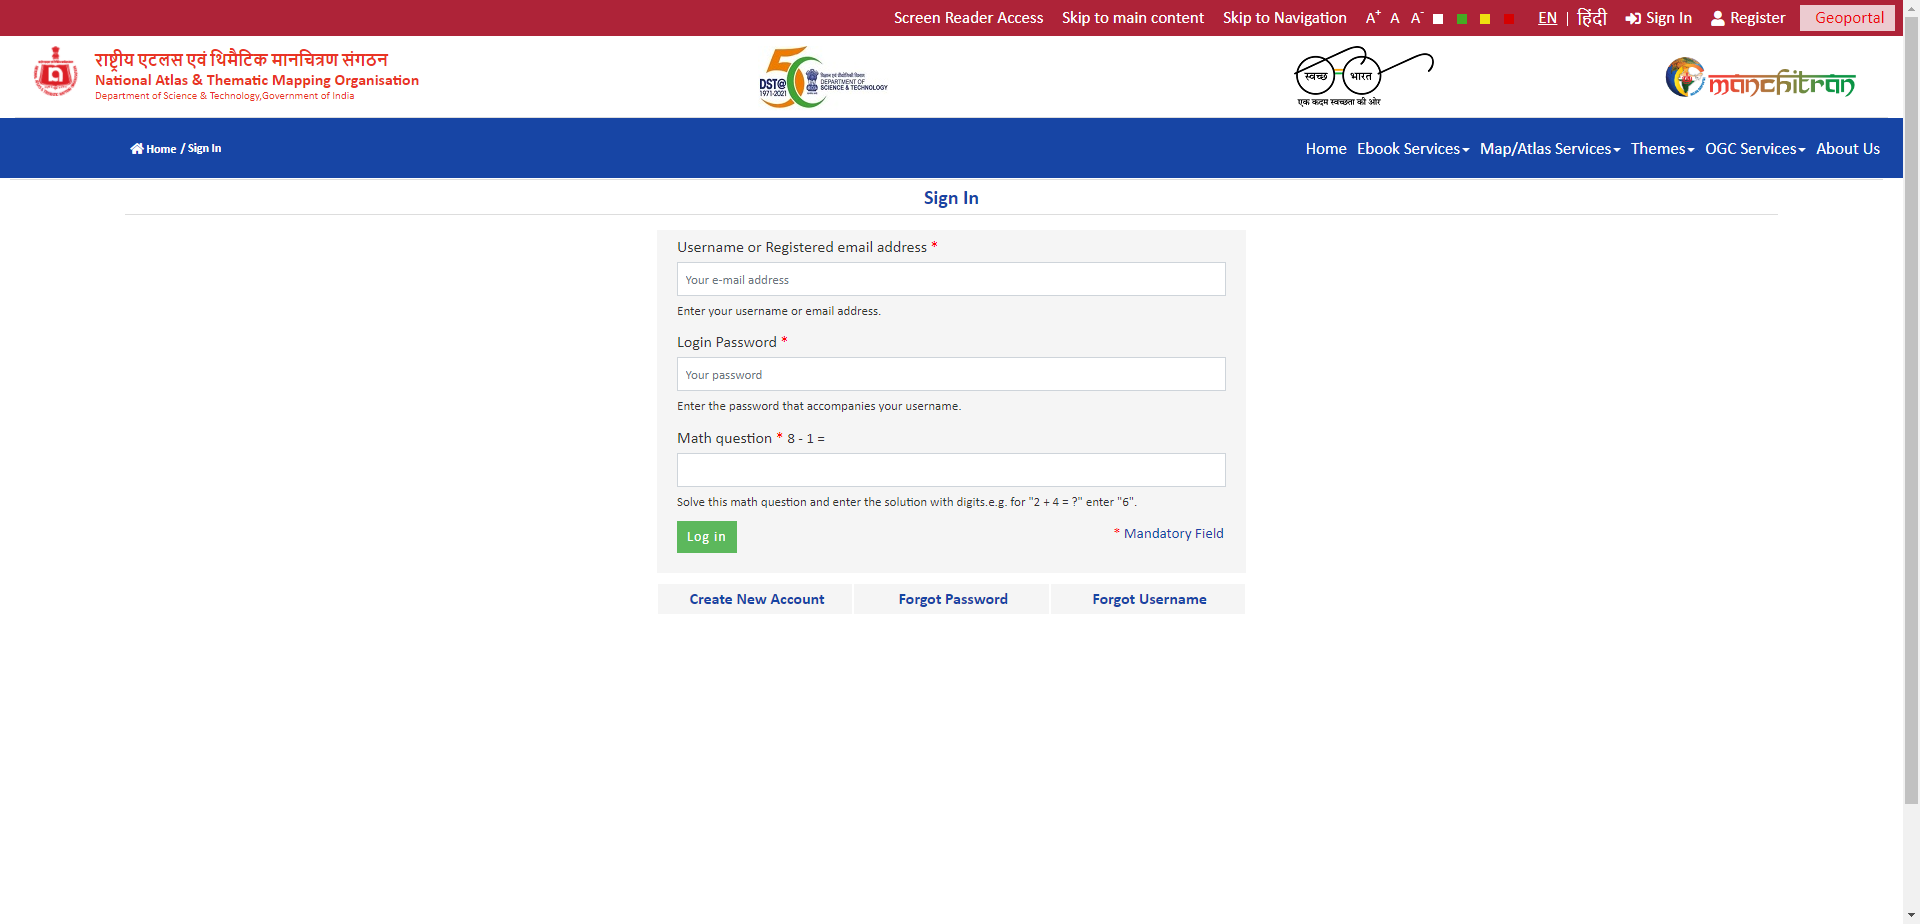 Screen Reader Access Skip to main content Skip to Navigation A+ A A- EN | हिंदी Sign In Register Geoportal
राष्ट्रीय एटलस एवं थिमैटिक मानचित्रण संगठन
National Atlas & Thematic Mapping Organisation
Department of Science & Technology,Government of India
50
DST@
1971-2021
विज्ञान एवं प्रौद्योगिकी विभाग
DEPARTMENT OF
SCIENCE & TECHNOLOGY
स्वच्छ भारत
एक कदम स्वच्छता की ओर
manchitran
Home / Sign In
Home Ebook Services Map/Atlas Services Themes OGC Services About Us
Sign In
Username or Registered email address *
Your e-mail address
Enter your username or email address.
Login Password *
Your password
Enter the password that accompanies your username.
Math question * 8 - 1 =
Solve this math question and enter the solution with digits.e.g. for "2 + 4 = ?" enter "6".
Log in
* Mandatory Field
Create New Account Forgot Password Forgot Username